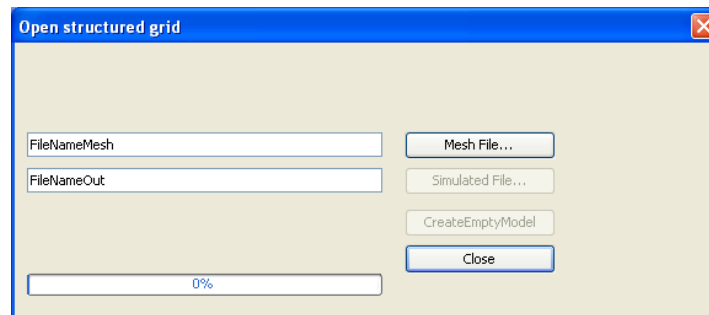 Open structured grid
FileNameMesh
Mesh File...
FileNameOut
Simulated File...
CreateEmptyModel
Close
0%